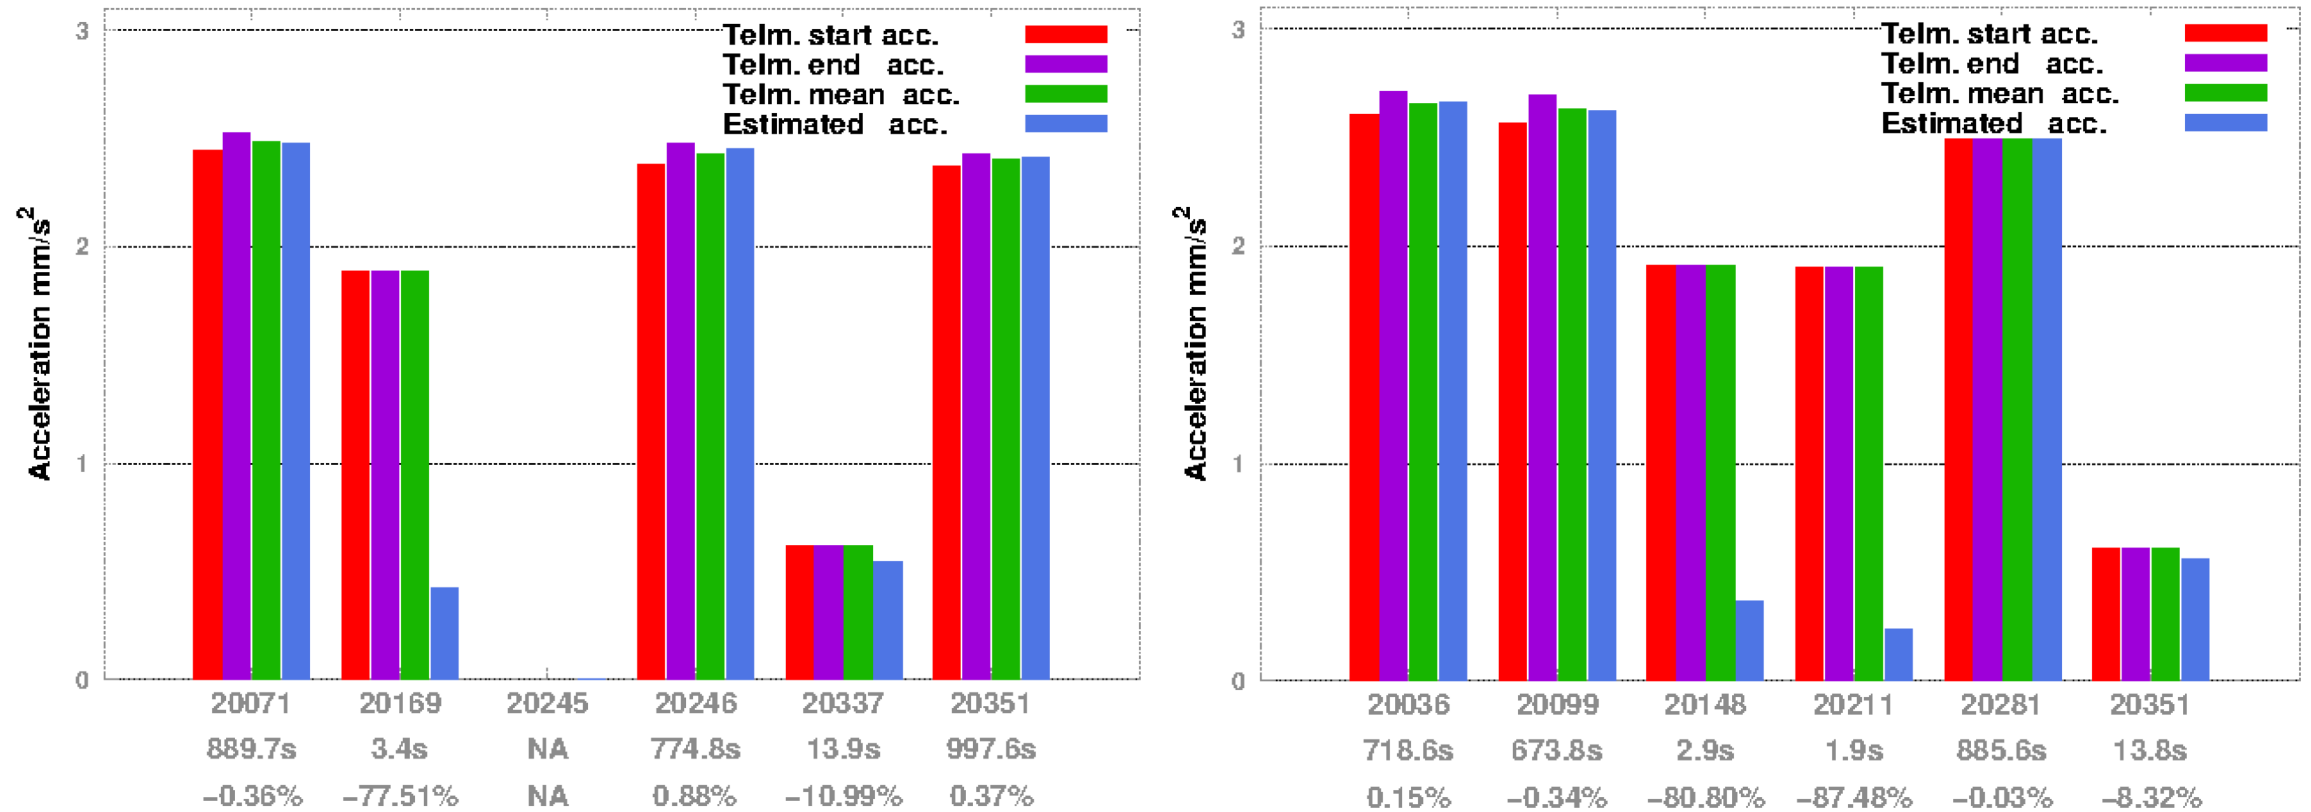 Telm. start acc.
Telm. end acc.
Telm. mean acc.
Estimated acc.
Acceleration mm/s²
3
2
1
0
20071 20169 20245 20246 20337 20351
889.7s 3.4s NA 774.8s 13.9s 997.6s
−0.36% −77.51% NA 0.88% −10.99% 0.37%
Telm. start acc.
Telm. end acc.
Telm. mean acc.
Estimated acc.
Acceleration mm/s²
3
2
1
0
20036 20099 20148 20211 20281 20351
718.6s 673.8s 2.9s 1.9s 885.6s 13.8s
0.15% −0.34% −80.80% −87.48% −0.03% −8.32%